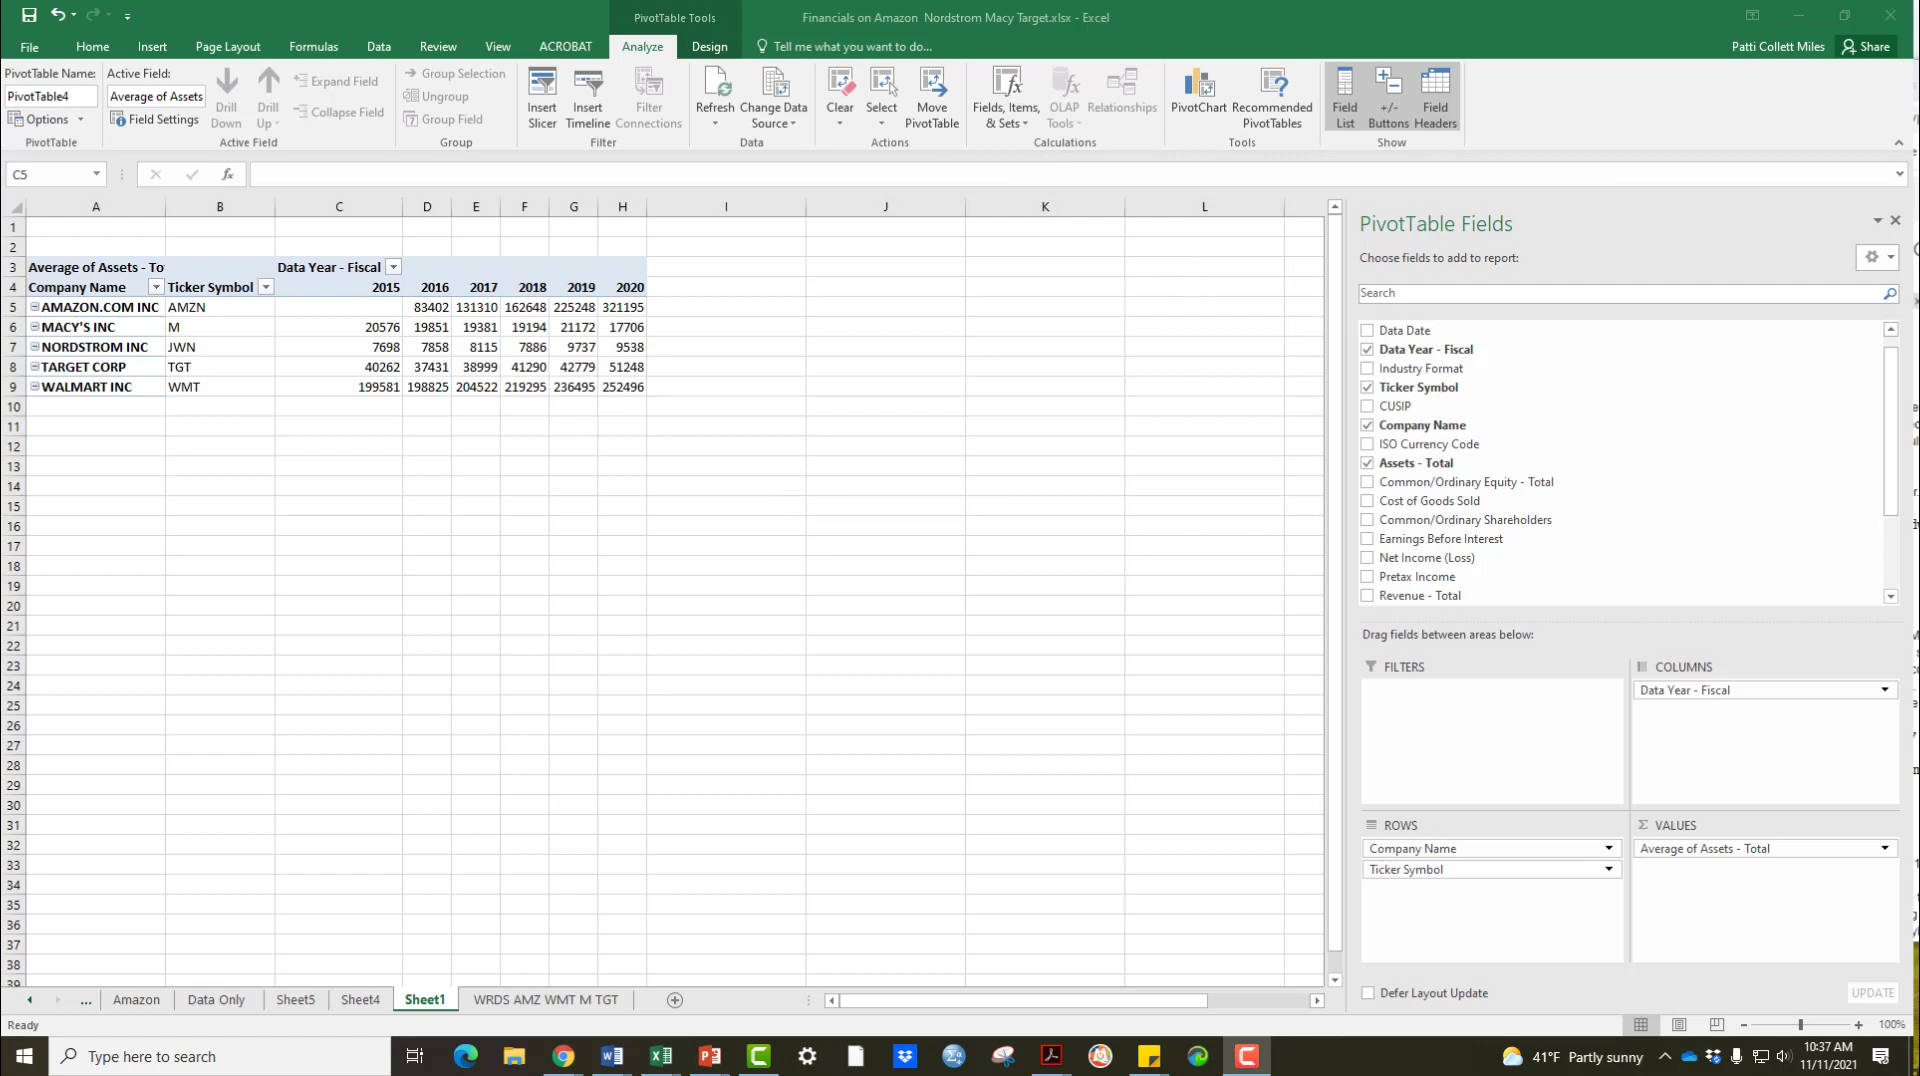 PivotTable Tools
Financials on Amazon  Nordstrom Macy Target.xlsx - Excel
File Home Insert Page Layout Formulas Data Review View ACROBAT Analyze Design Tell me what you want to do... Patti Collett Miles Share
PivotTable Name:
PivotTable4
Options
PivotTable
Active Field:
Average of Assets
Field Settings
Drill Down
Drill Up
Expand Field
Collapse Field
Active Field
Group Selection
Ungroup
Group Field
Group
Insert Slicer
Insert Timeline
Filter Connections
Filter
Refresh
Change Data Source
Data
Clear
Select
Move PivotTable
Actions
Fields, Items, & Sets
OLAP Tools
Relationships
Calculations
PivotChart
Recommended PivotTables
Tools
Field List
+/- Buttons
Field Headers
Show
C5
fx
A B C D E F G H I J K L
1
2
3 Average of Assets - To Data Year - Fiscal
4 Company Name Ticker Symbol 2015 2016 2017 2018 2019 2020
5 AMAZON.COM INC AMZN 83402 131310 162648 225248 321195
6 MACY'S INC M 20576 19851 19381 19194 21172 17706
7 NORDSTROM INC JWN 7698 7858 8115 7886 9737 9538
8 TARGET CORP TGT 40262 37431 38999 41290 42779 51248
9 WALMART INC WMT 199581 198825 204522 219295 236495 252496
10
11
12
13
14
15
16
17
18
19
20
21
22
23
24
25
26
27
28
29
30
31
32
33
34
35
36
37
38
39
PivotTable Fields
Choose fields to add to report:
Search
Data Date
Data Year - Fiscal
Industry Format
Ticker Symbol
CUSIP
Company Name
ISO Currency Code
Assets - Total
Common/Ordinary Equity - Total
Cost of Goods Sold
Common/Ordinary Shareholders
Earnings Before Interest
Net Income (Loss)
Pretax Income
Revenue - Total
Drag fields between areas below:
FILTERS
COLUMNS
Data Year - Fiscal
ROWS
Company Name
Ticker Symbol
Σ VALUES
Average of Assets - Total
Defer Layout Update
UPDATE
... Amazon Data Only Sheet5 Sheet4 Sheet1 WRDS AMZ WMT M TGT
Ready
100%
Type here to search
41°F Partly sunny
10:37 AM
11/11/2021